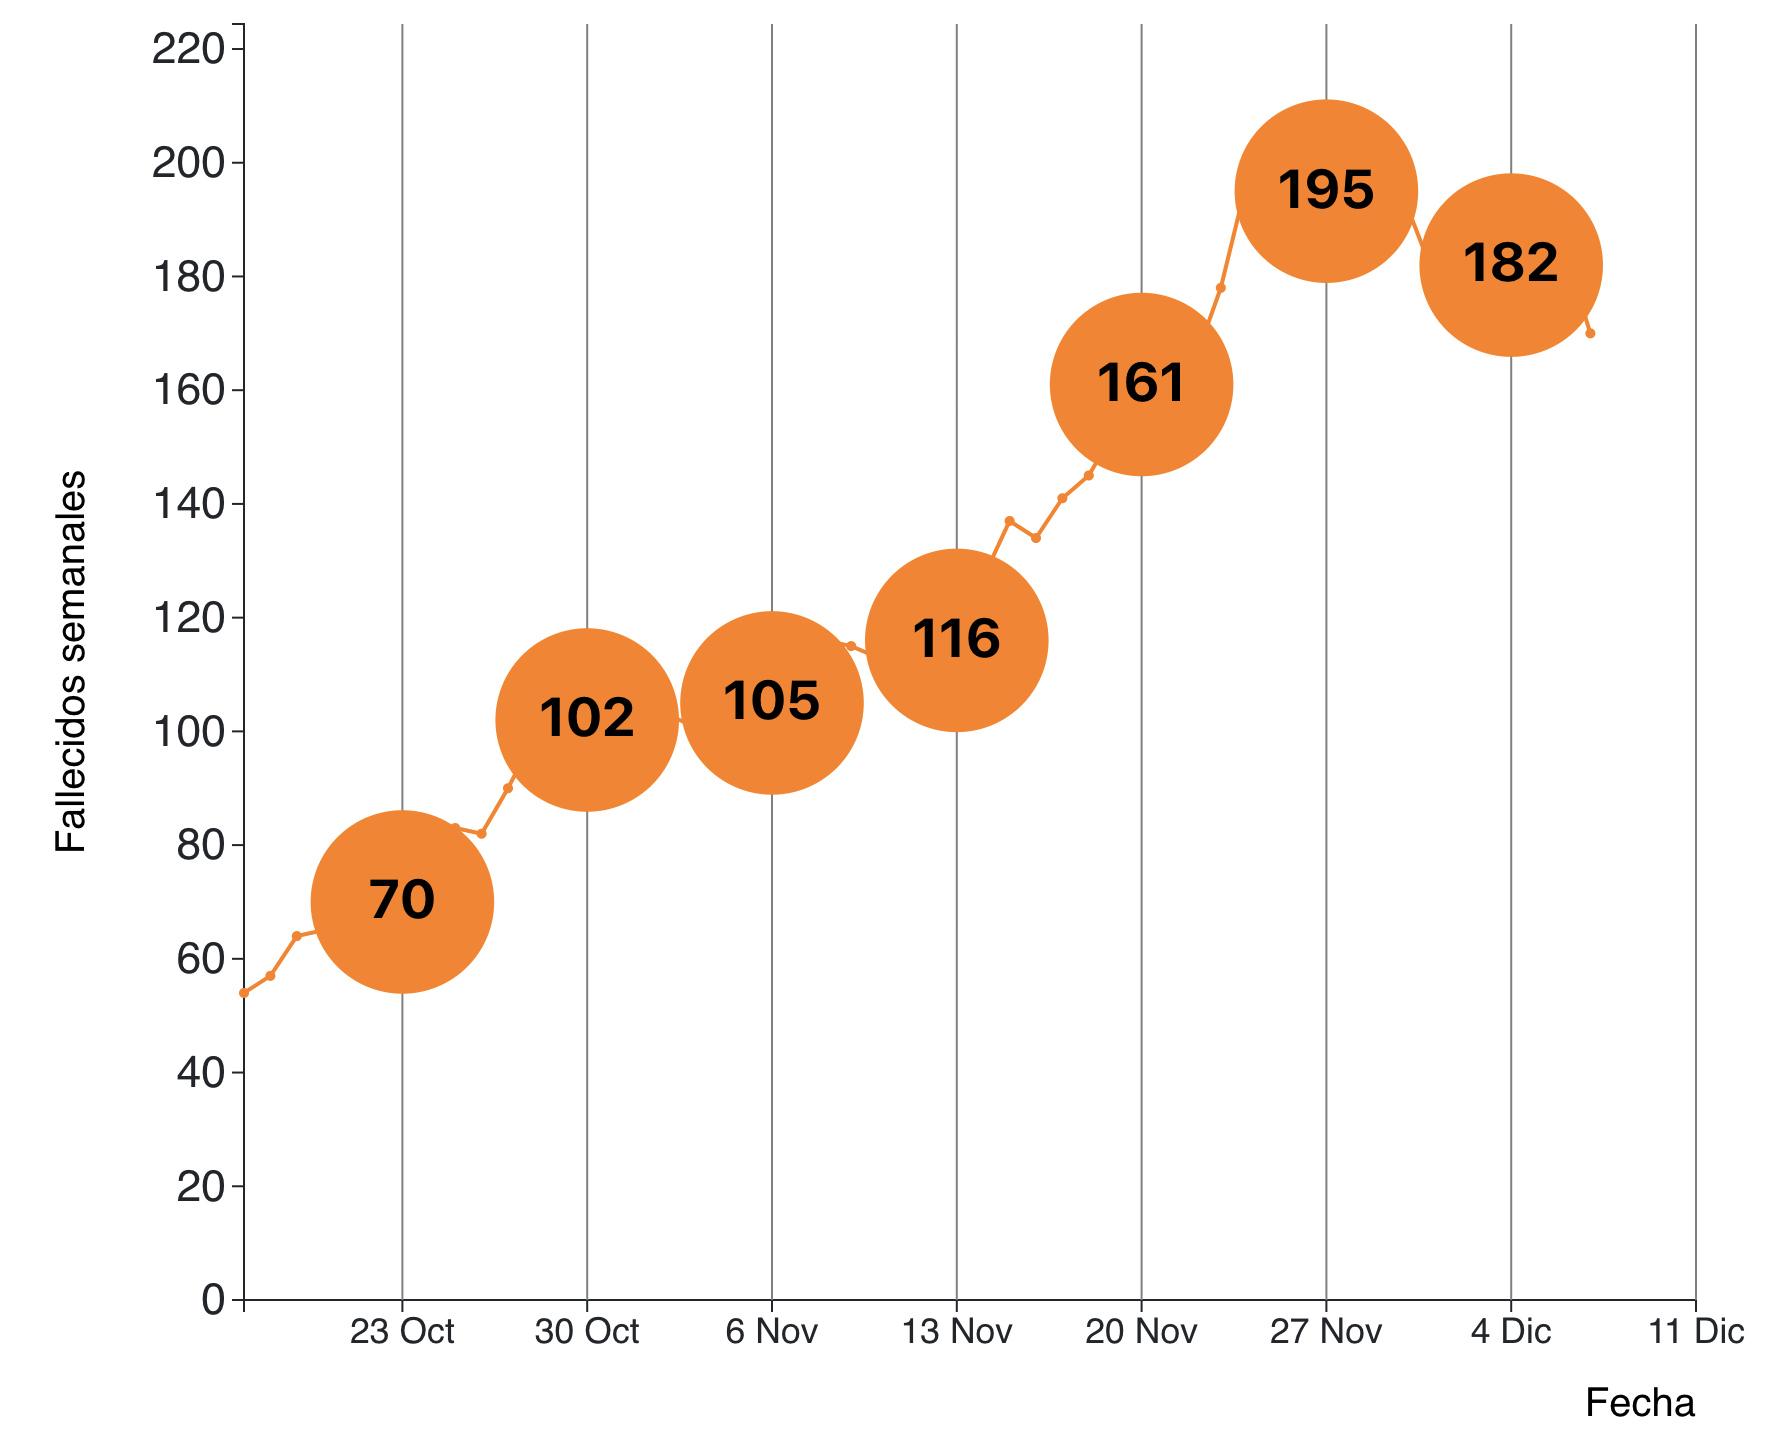 220
200
180
160
140
120
100
80
60
40
20
0
Fallecidos semanales
70
102
105
116
161
195
182
23 Oct
30 Oct
6 Nov
13 Nov
20 Nov
27 Nov
4 Dic
11 Dic
Fecha